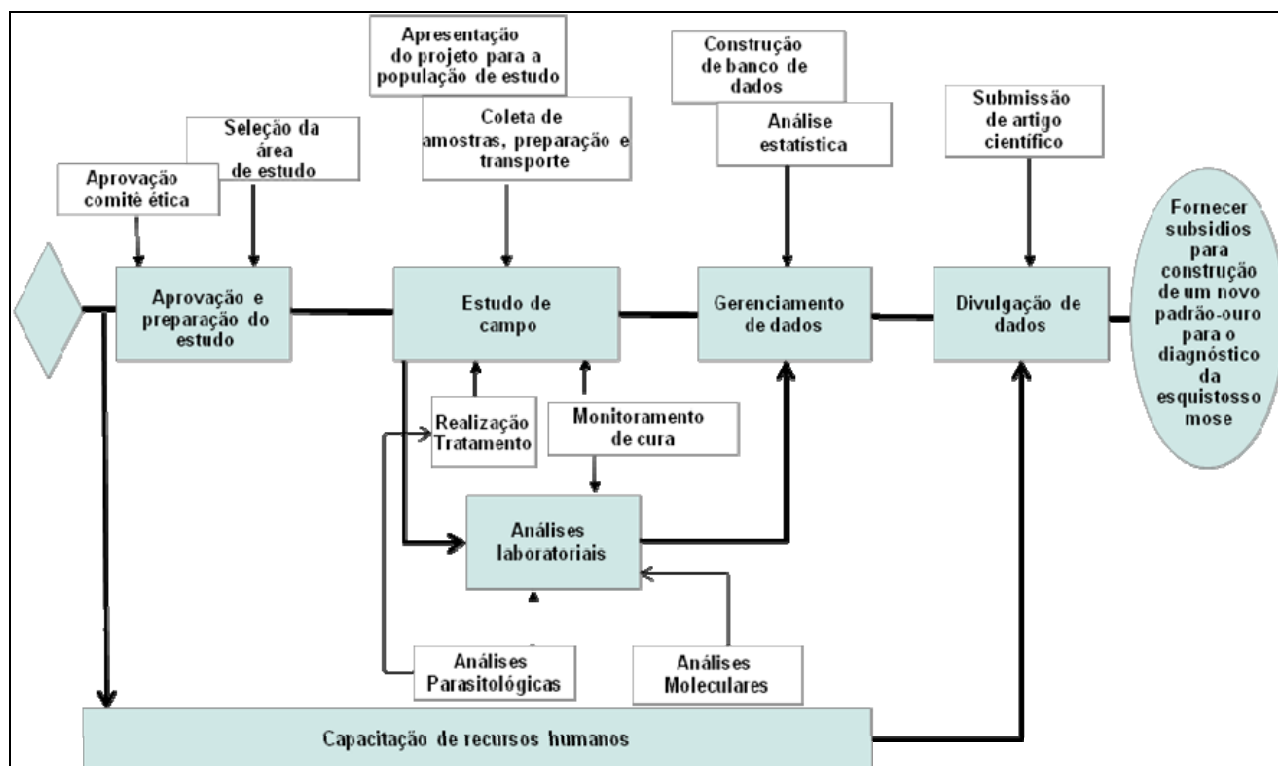 Apresentação
do projeto para a
população de estudo
Construção
de banco de
dados
Submissão
de artigo
científico
Coleta de
amostras, preparação e
transporte
Análise
estatística
Seleção da
área
de estudo
Aprovação
comitê ética
Fornecer
subsidios
para
construção
de um novo
padrão-ouro
para o
diagnóstico
da
esquistosso
mose
Aprovação e
preparação do
estudo
Estudo de
campo
Gerenciamento
de dados
Divulgação de
dados
Realização
Tratamento
Monitoramento
de cura
Análises
laboratoriais
Análises
Parasitológicas
Análises
Moleculares
Capacitação de recursos humanos